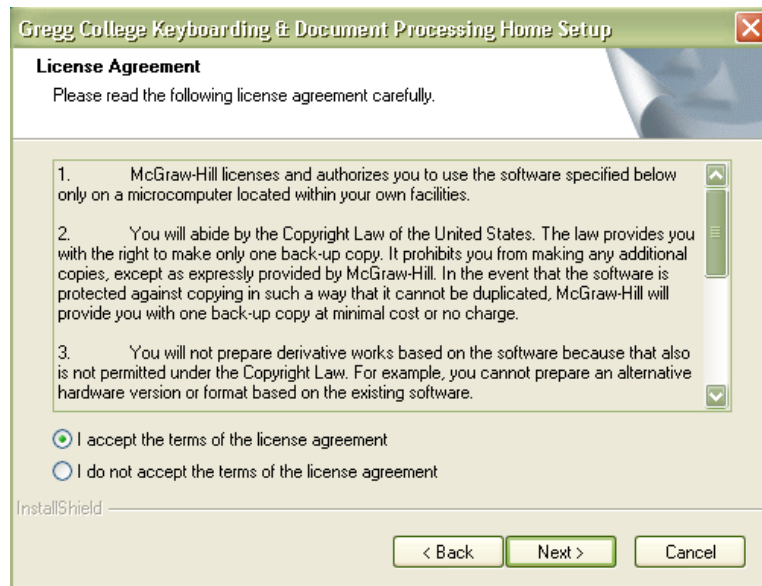 Gregg College Keyboarding & Document Processing Home Setup
License Agreement
Please read the following license agreement carefully.
1. McGraw-Hill licenses and authorizes you to use the software specified below
only on a microcomputer located within your own facilities.
2. You will abide by the Copyright Law of the United States. The law provides you
with the right to make only one back-up copy. It prohibits you from making any additional
copies, except as expressly provided by McGraw-Hill. In the event that the software is
protected against copying in such a way that it cannot be duplicated, McGraw-Hill will
provide you with one back-up copy at minimal cost or no charge.
3. You will not prepare derivative works based on the software because that also
is not permitted under the Copyright Law. For example, you cannot prepare an alternative
hardware version or format based on the existing software.
I accept the terms of the license agreement
I do not accept the terms of the license agreement
InstallShield
< Back Next > Cancel